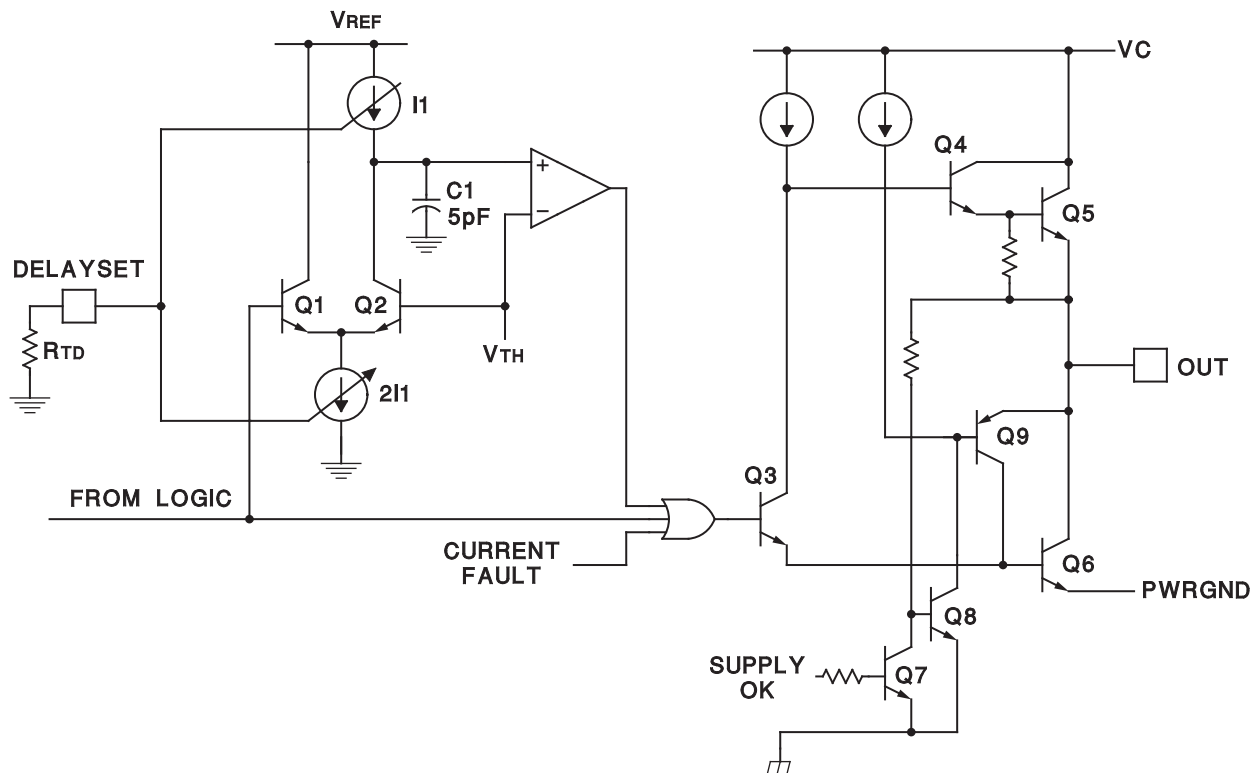 VREF
VC
I1
Q4
+
C1
5pF
−
Q5
DELAYSET
Q1
Q2
RTD
VTH
OUT
2I1
Q9
Q3
FROM LOGIC
CURRENT
FAULT
Q6
PWRGND
Q8
SUPPLY
OK
Q7